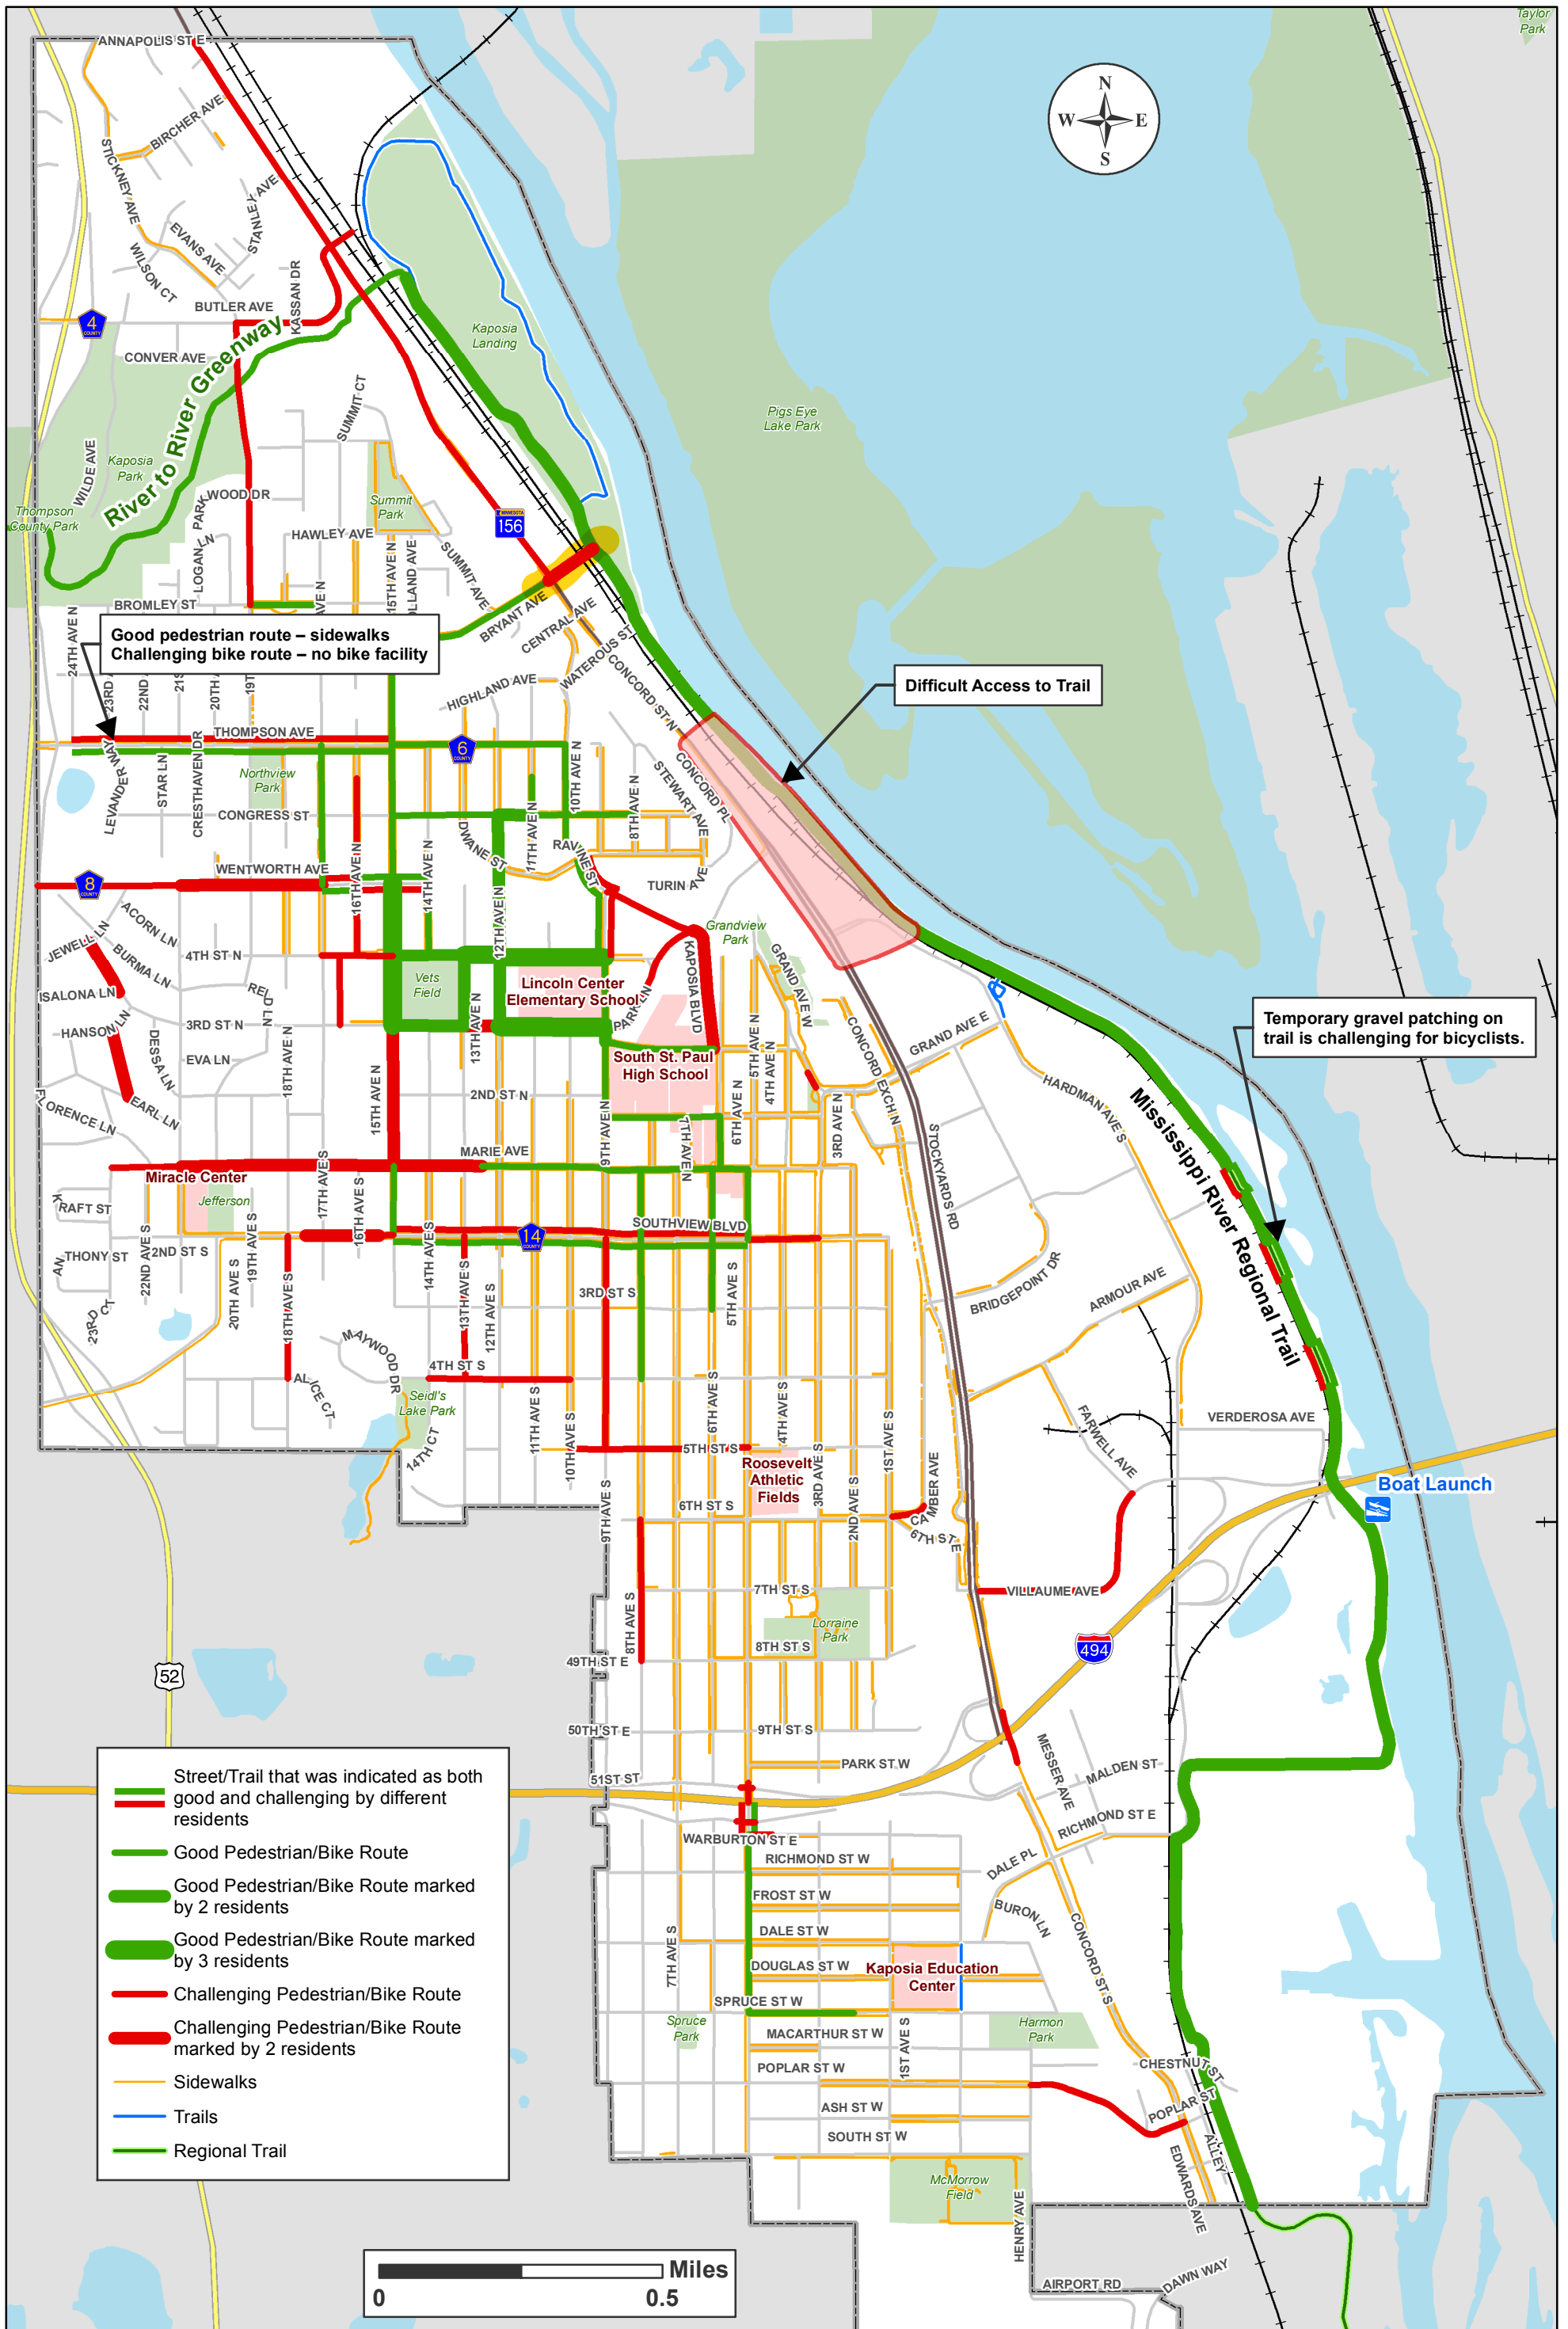 Taylor
Park
ANNAPOLIS ST E
N
W
E
S
BIRCHER AVE
STICKNEY AVE
STANLEY AVE
EVANS AVE
WILSON CT
KASSAN DR
BUTLER AVE
4
COUNTY
CONVER AVE
River to River Greenway
Kaposia
Landing
SUMMIT CT
Pigs Eye
Lake Park
WILDE AVE
Kaposia
Park
WOOD DR
PARK
Thompson
County Park
Summit
Park
MINNESOTA
156
LOGAN
LN
HAWLEY AVE
15TH AVE N
SUMMIT AVE
BROMLEY ST
BRYANT AVE
CENTRAL AVE
WATEROUS ST
24TH AVE N
Good pedestrian route – sidewalks
Challenging bike route – no bike facility
HIGHLAND AVE
CONCORD ST N
Difficult Access to Trail
THOMPSON AVE
6
COUNTY
LEVANDER WAY
STAR LN
CRESTHAVEN DR
Northview
Park
CONGRESS ST
10TH AVE N
STEWART AVE
CONCORD PL
8TH AVE N
11TH AVE N
DWANE ST
RAVINE ST
WENTWORTH AVE
8
COUNTY
16TH AVE N
14TH AVE N
12TH AVE N
TURIN AVE
JEWELL LN
ACORN LN
BURMA LN
4TH ST N
ISALONA LN
REID LN
HANSON LN
3RD ST N
DESSA LN
EVA LN
EARL LN
FLORENCE LN
18TH AVE N
15TH AVE N
Vets
Field
13TH AVE N
Lincoln Center
Elementary School
PARK LN
KAPOSIA BLVD
Grandview
Park
GRAND AVE W
South St. Paul
High School
2ND ST N
9TH AVE N
7TH AVE N
6TH AVE N
5TH AVE N
4TH AVE N
3RD AVE N
CONCORD EXCH N
GRAND AVE E
HARDMAN AVE S
STOCKYARDS RD
Temporary gravel patching on
trail is challenging for bicyclists.
Mississippi River Regional Trail
MARIE AVE
Miracle Center
Jefferson
KRAFT ST
ANTHONY ST
2ND ST S
22ND AVE S
23RD CT
20TH AVE S
19TH AVE S
18TH AVE S
17TH AVE S
16TH AVE S
SOUTHVIEW BLVD
14
COUNTY
14TH AVE S
13TH AVE S
12TH AVE S
3RD ST S
5TH AVE S
BRIDGEPOINT DR
ARMOUR AVE
MAYWOOD DR
4TH ST S
ALICE CT
Seidl's
Lake Park
14TH CT
11TH AVE S
10TH AVE S
9TH AVE S
5TH ST S
6TH AVE S
4TH AVE S
3RD AVE S
2ND AVE S
1ST AVE S
Roosevelt
Athletic
Fields
6TH ST S
CAMBER AVE
6TH ST E
FARWELL AVE
VERDEROSA AVE
Boat Launch
7TH ST S
VILLAUME AVE
8TH AVE S
Lorraine
Park
8TH ST S
49TH ST E
494
52
50TH ST E
9TH ST S
PARK ST W
51ST ST
MESSER AVE
MALDEN ST
RICHMOND ST E
WARBURTON ST E
RICHMOND ST W
DALE PL
FROST ST W
BURON LN
DALE ST W
7TH AVE S
DOUGLAS ST W
Kaposia Education
Center
CONCORD ST S
SPRUCE ST W
Spruce
Park
MACARTHUR ST W
Harmon
Park
1ST AVE S
POPLAR ST W
CHESTNUT ST
ASH ST W
POPLAR ST
SOUTH ST W
ALLEY
McMorrow
Field
HENRY AVE
EDWARDS AVE
AIRPORT RD
DAWN WAY
Street/Trail that was indicated as both
good and challenging by different
residents
Good Pedestrian/Bike Route
Good Pedestrian/Bike Route marked
by 2 residents
Good Pedestrian/Bike Route marked
by 3 residents
Challenging Pedestrian/Bike Route
Challenging Pedestrian/Bike Route
marked by 2 residents
Sidewalks
Trails
Regional Trail
Miles
0
0.5